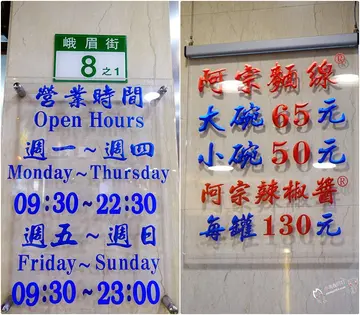 峨眉街
8之1
營業時間
Open Hours
週一～週四
Monday~Thursday
09:30~22:30
週五～週日
Friday~Sunday
09:30~23:00
阿宗麵線®
大碗65元
小碗50元
阿宗辣椒醬®
每罐130元